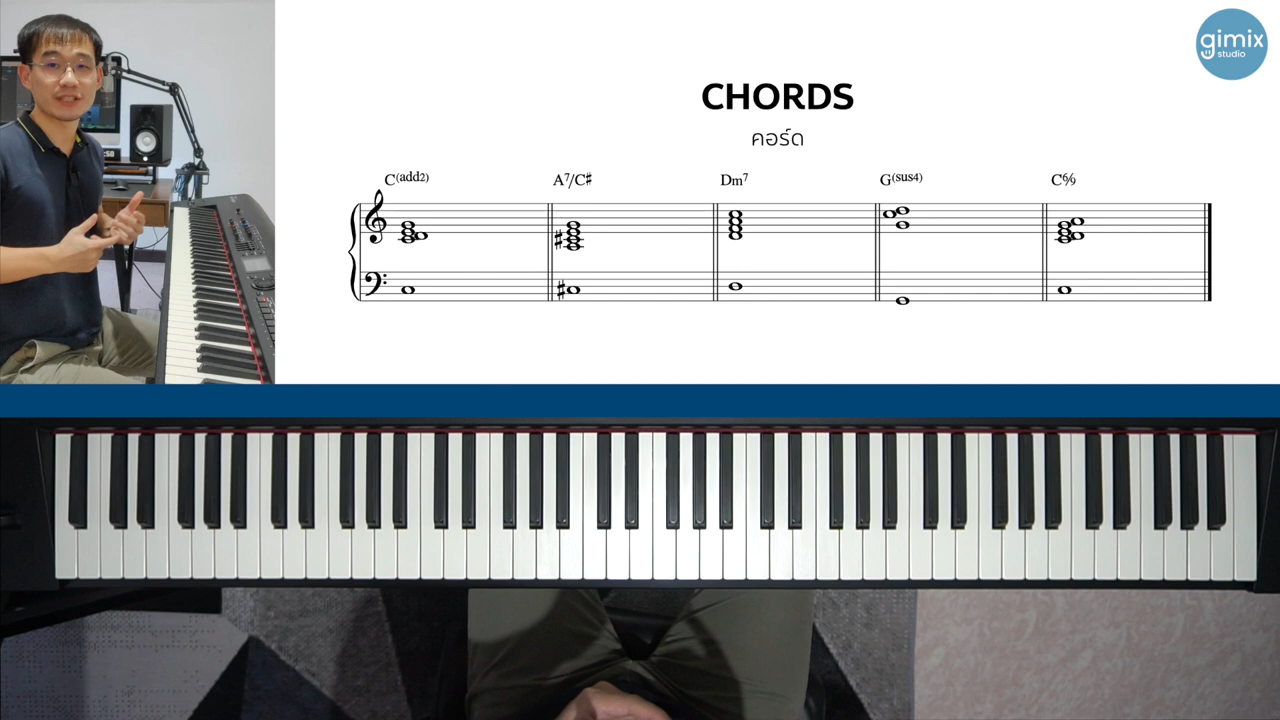 gimix
studio
CHORDS
คอร์ด
C(add2) A7/C♯ Dm7 G(sus4) C6/9